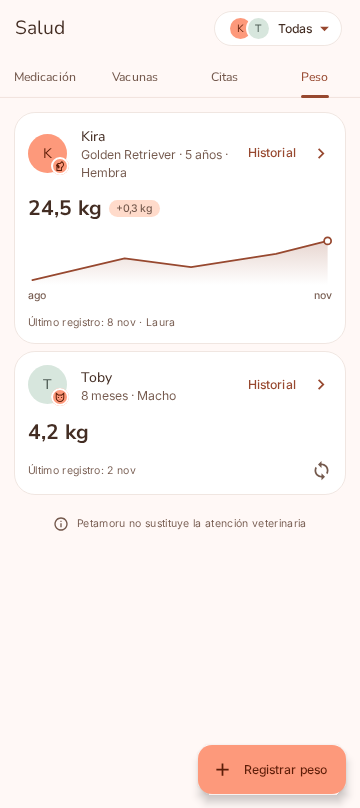 Salud
K T Todas
Medicación Vacunas Citas Peso
K
Kira
Golden Retriever · 5 años ·
Hembra
Historial
24,5 kg +0,3 kg
ago nov
Último registro: 8 nov · Laura
T
Toby
8 meses · Macho
Historial
4,2 kg
Último registro: 2 nov
Petamoru no sustituye la atención veterinaria
+ Registrar peso